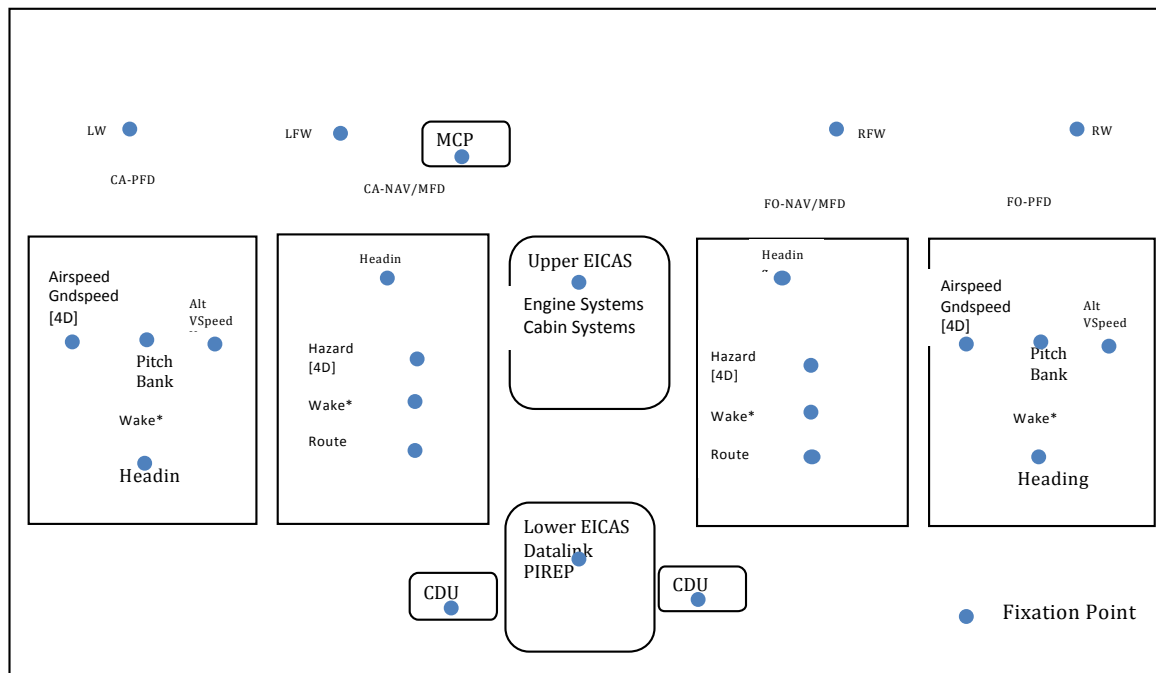 LW
LFW
MCP
RFW
RW
CA-PFD
CA-NAV/MFD
FO-NAV/MFD
FO-PFD
Airspeed
Gndspeed
[4D]
Alt
VSpeed
Pitch
Bank
Wake*
Headin
Headin
Hazard
[4D]
Wake*
Route
Upper EICAS
Engine Systems
Cabin Systems
Lower EICAS
Datalink
PIREP
CDU
CDU
Headin
Hazard
[4D]
Wake*
Route
Airspeed
Gndspeed
[4D]
Alt
VSpeed
Pitch
Bank
Wake*
Heading
Fixation Point